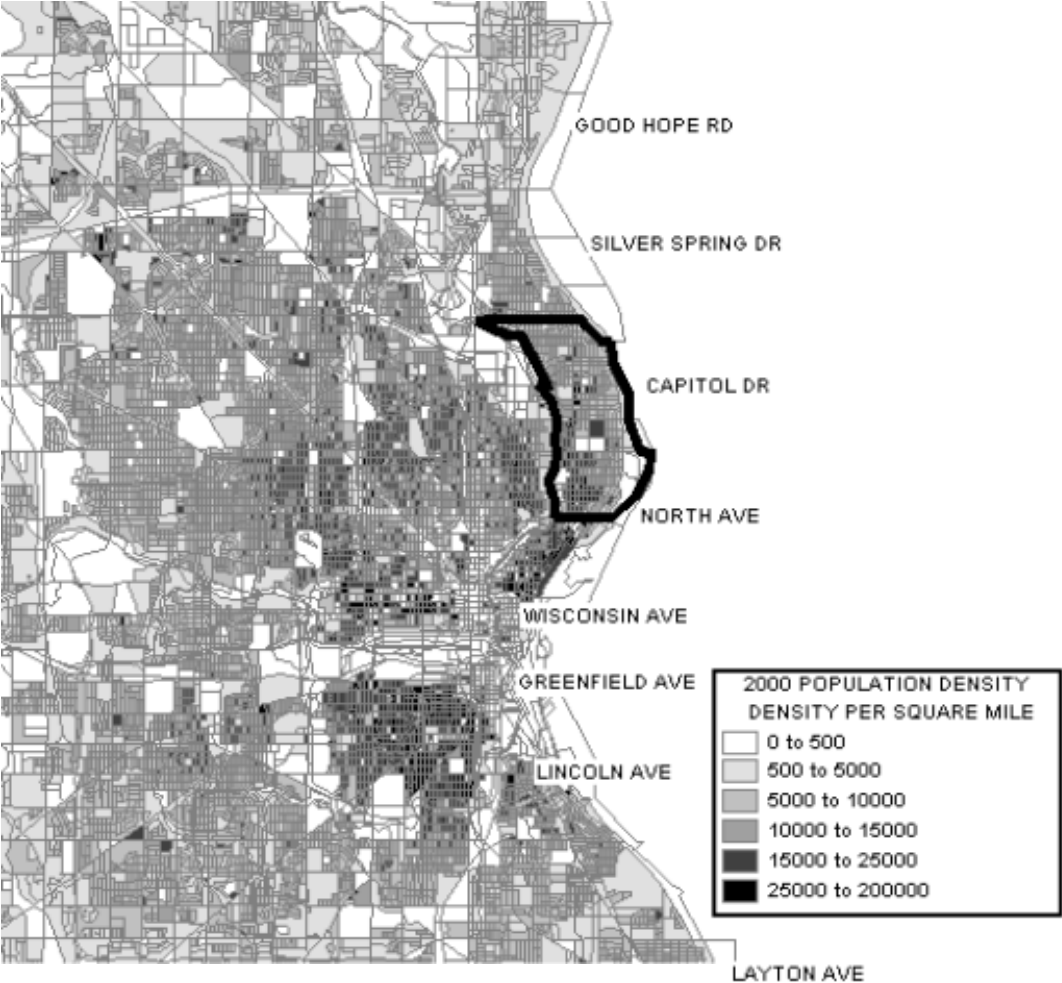 GOOD HOPE RD
SILVER SPRING DR
CAPITOL DR
NORTH AVE
WISCONSIN AVE
GREENFIELD AVE
LINCOLN AVE
LAYTON AVE
2000 POPULATION DENSITY
DENSITY PER SQUARE MILE
0 to 500
500 to 5000
5000 to 10000
10000 to 15000
15000 to 25000
25000 to 200000